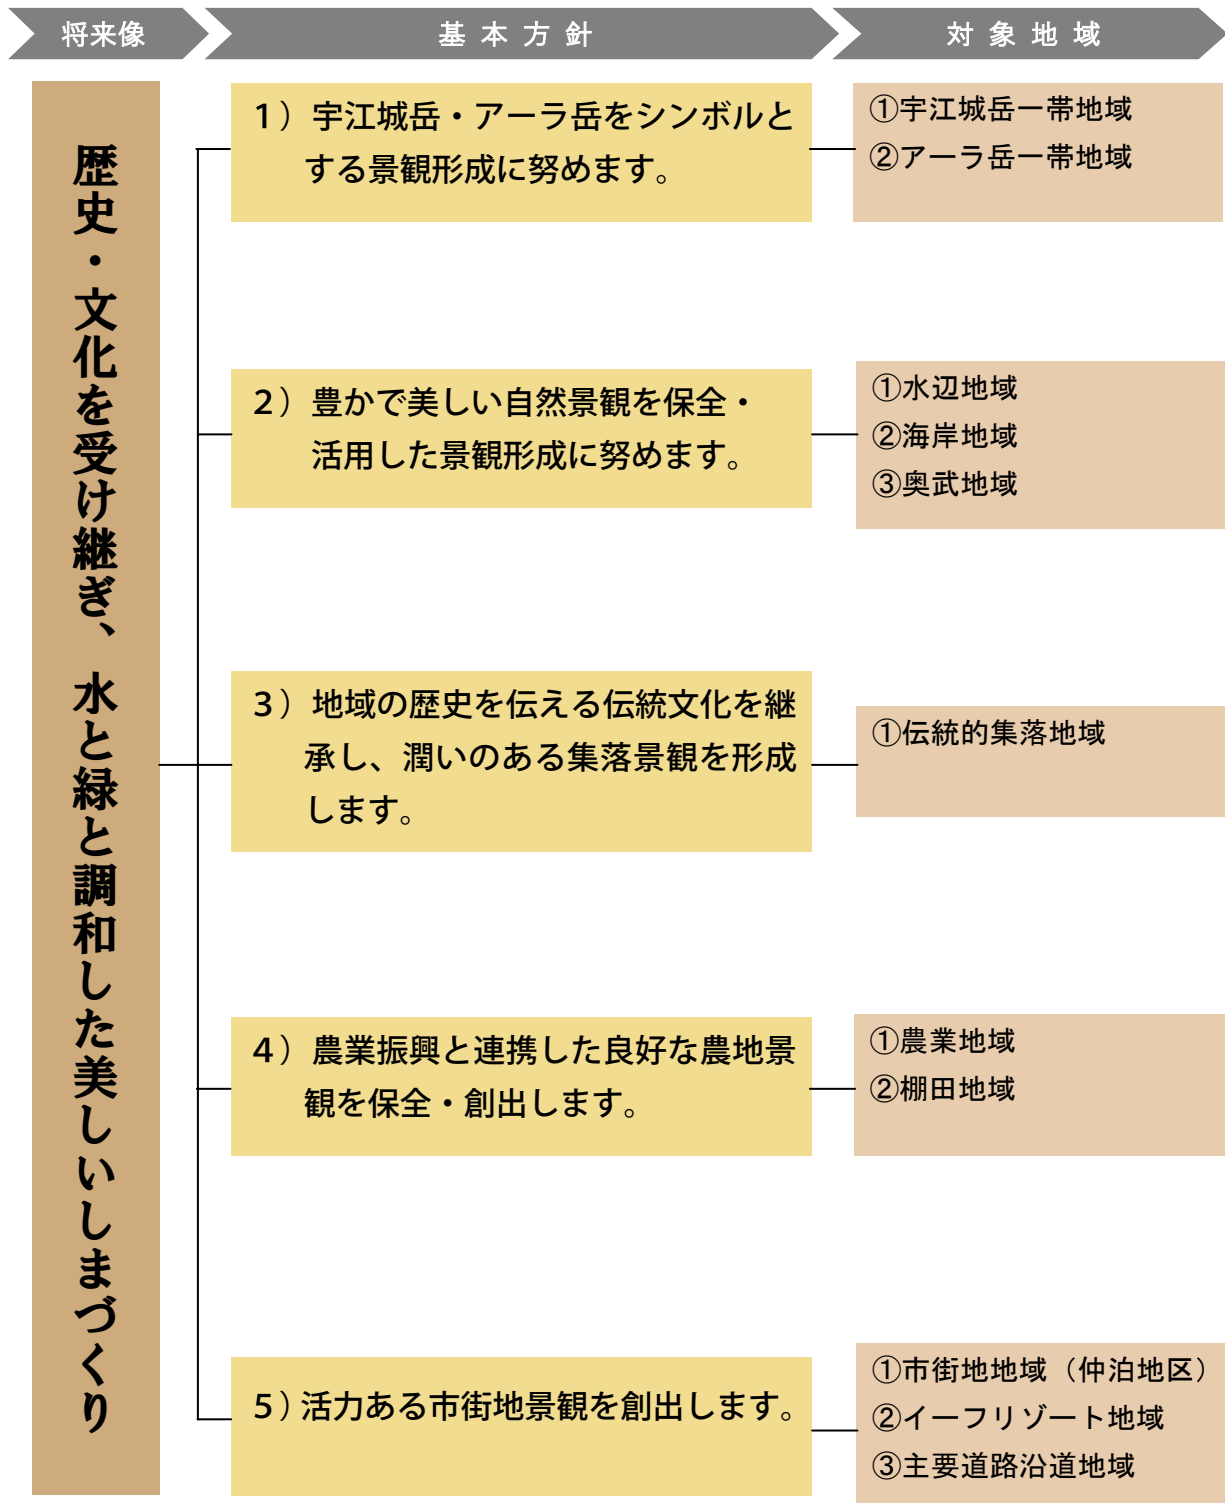 将来像
基本方針
対象地域
歴史・文化を受け継ぎ、水と緑と調和した美しいしまづくり
1）宇江城岳・アーラ岳をシンボルと
する景観形成に努めます。
①宇江城岳一帯地域
②アーラ岳一帯地域
2）豊かで美しい自然景観を保全・
活用した景観形成に努めます。
①水辺地域
②海岸地域
③奥武地域
3）地域の歴史を伝える伝統文化を継
承し、潤いのある集落景観を形成
します。
①伝統的集落地域
4）農業振興と連携した良好な農地景
観を保全・創出します。
①農業地域
②棚田地域
5）活力ある市街地景観を創出します。
①市街地地域（仲泊地区）
②イーフリゾート地域
③主要道路沿道地域